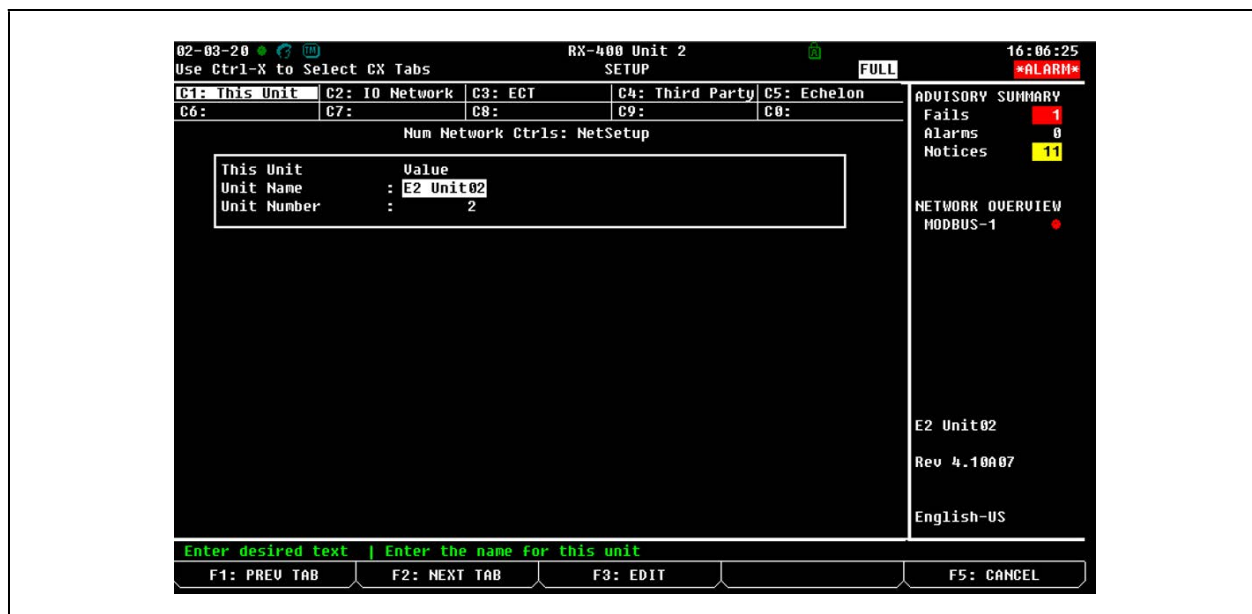 02-03-20 TM RX-400 Unit 2 A 16:06:25
Use Ctrl-X to Select CX Tabs SETUP FULL *ALARM*
C1: This Unit C2: IO Network C3: ECT C4: Third Party C5: Echelon
C6: C7: C8: C9: C0:
Num Network Ctrls: NetSetup
This Unit Value
Unit Name : E2 Unit02
Unit Number : 2
ADVISORY SUMMARY
Fails 1
Alarms 0
Notices 11
NETWORK OVERVIEW
MODBUS-1
E2 Unit02
Rev 4.10A07
English-US
Enter desired text | Enter the name for this unit
F1: PREV TAB F2: NEXT TAB F3: EDIT F5: CANCEL